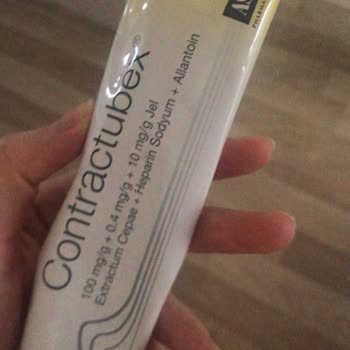 Contractubex®
100 mg/g + 0.4 mg/g + 10 mg/g Jel
Extractum Cepae + Heparin Sodyum + Allantoin